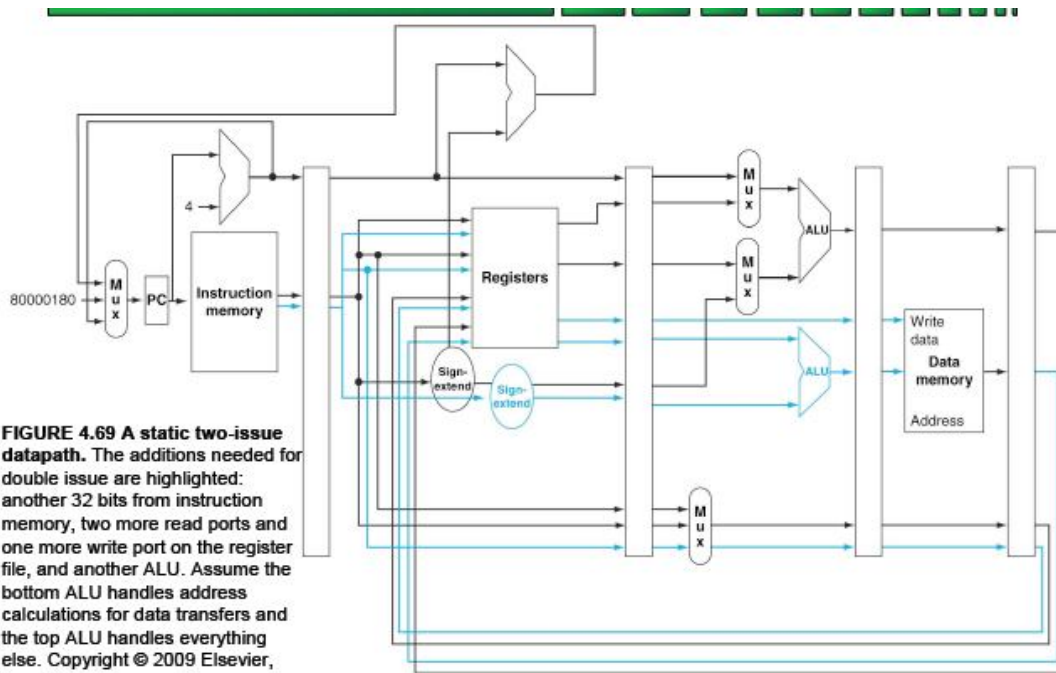 4
80000180
M
u
x
PC
Instruction
memory
Registers
Sign-
extend
Sign-
extend
M
u
x
M
u
x
ALU
ALU
M
u
x
Write
data
Data
memory
Address
FIGURE 4.69 A static two-issue
datapath. The additions needed for
double issue are highlighted:
another 32 bits from instruction
memory, two more read ports and
one more write port on the register
file, and another ALU. Assume the
bottom ALU handles address
calculations for data transfers and
the top ALU handles everything
else. Copyright © 2009 Elsevier,